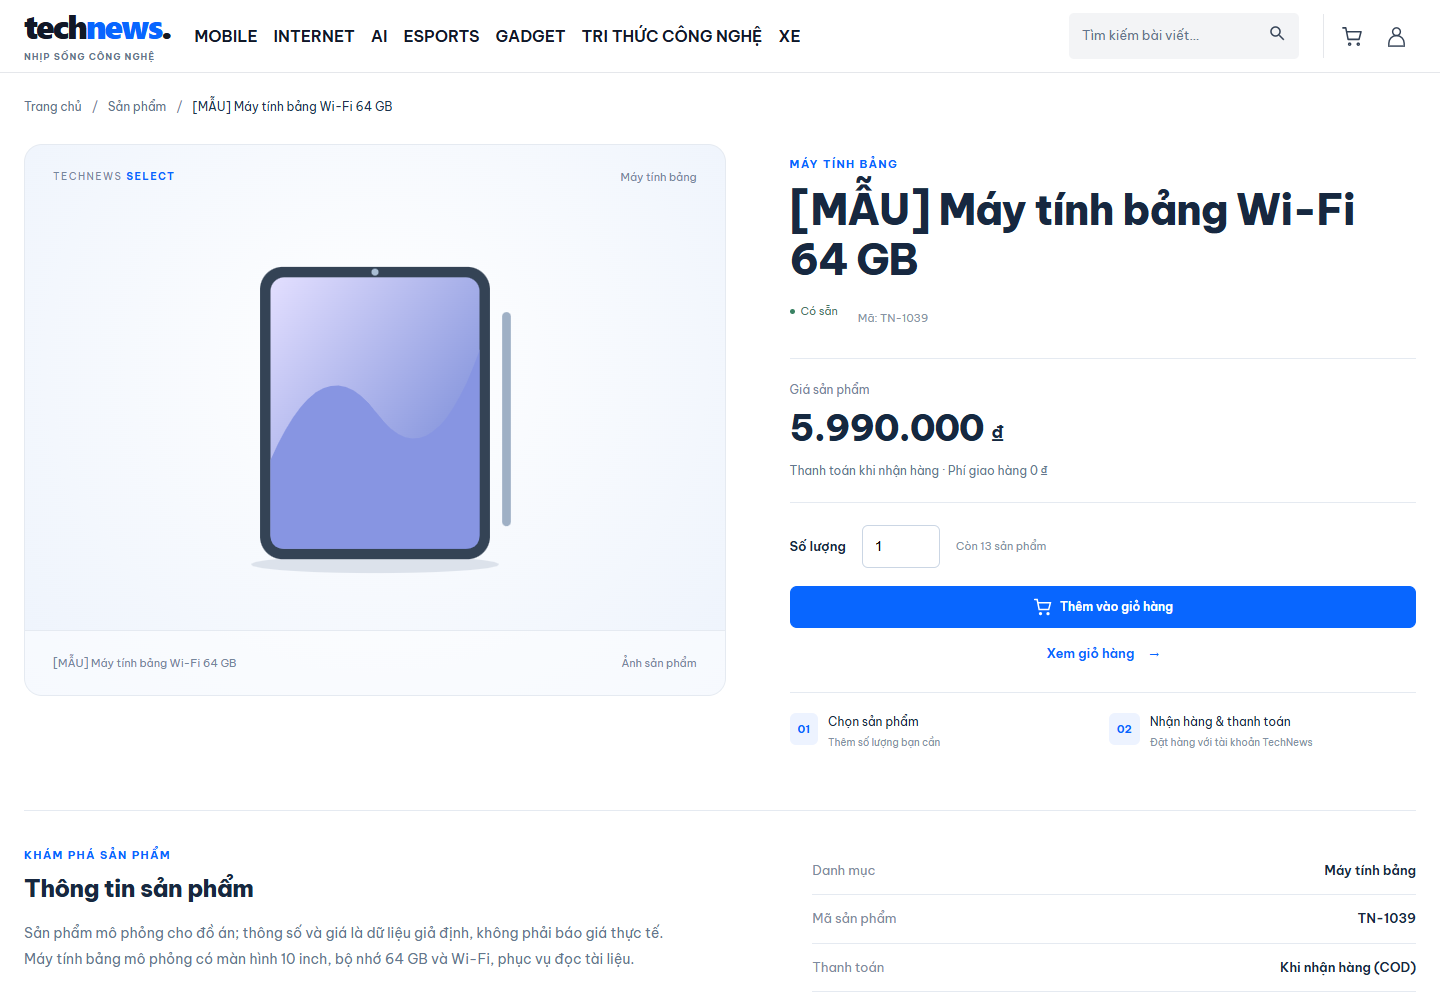 technews.
NHỊP SỐNG CÔNG NGHỆ
MOBILE INTERNET AI ESPORTS GADGET TRI THỨC CÔNG NGHỆ XE
Tìm kiếm bài viết...
Trang chủ / Sản phẩm / [MẪU] Máy tính bảng Wi-Fi 64 GB
TECHNEWS SELECT
Máy tính bảng
[MẪU] Máy tính bảng Wi-Fi 64 GB
Ảnh sản phẩm
MÁY TÍNH BẢNG
[MẪU] Máy tính bảng Wi-Fi
64 GB
Có sẵn
Mã: TN-1039
Giá sản phẩm
5.990.000 ₫
Thanh toán khi nhận hàng · Phí giao hàng 0 ₫
Số lượng 1 Còn 13 sản phẩm
Thêm vào giỏ hàng
Xem giỏ hàng →
01 Chọn sản phẩm
Thêm số lượng bạn cần
02 Nhận hàng & thanh toán
Đặt hàng với tài khoản TechNews
KHÁM PHÁ SẢN PHẨM
Thông tin sản phẩm
Sản phẩm mô phỏng cho đồ án; thông số và giá là dữ liệu giả định, không phải báo giá thực tế.
Máy tính bảng mô phỏng có màn hình 10 inch, bộ nhớ 64 GB và Wi-Fi, phục vụ đọc tài liệu.
Danh mục Máy tính bảng
Mã sản phẩm TN-1039
Thanh toán Khi nhận hàng (COD)